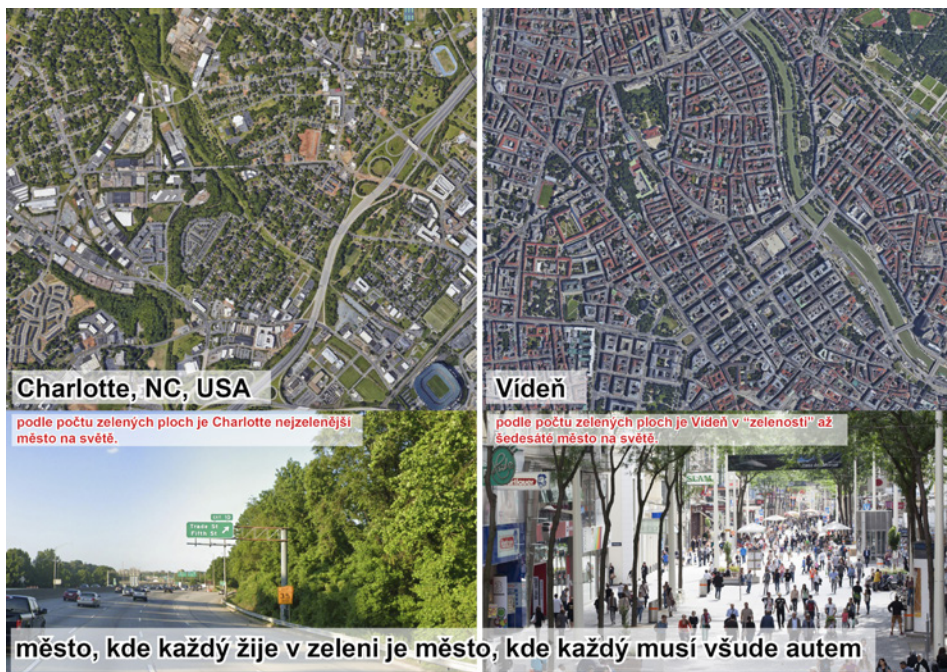 Charlotte, NC, USA
Vídeň
podle počtu zelených ploch je Charlotte nejzelenější
město na světě.
podle počtu zelených ploch je Vídeň v “zelenosti” až
šedesáté město na světě.
Trade St
Fifth St
35
město, kde každý žije v zeleni je město, kde každý musí všude autem